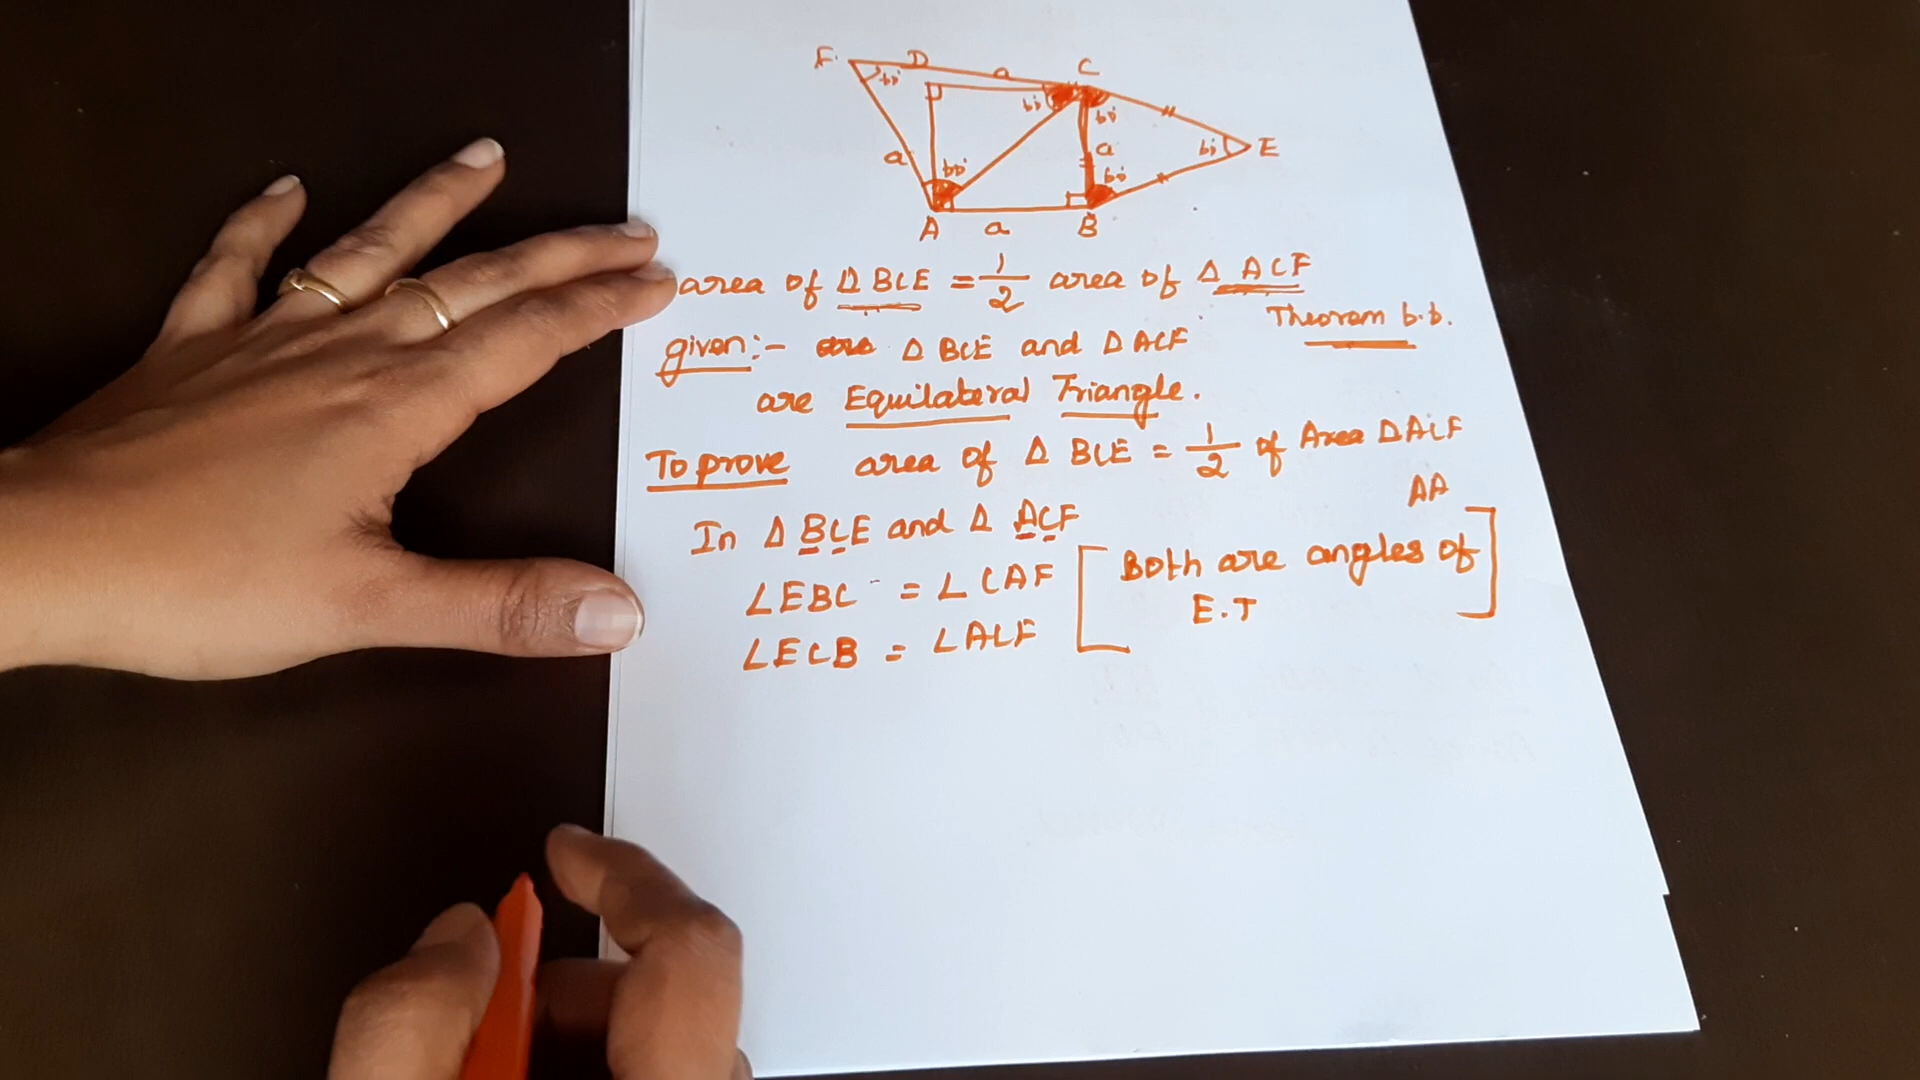 F D a C
60° 60° 60°
a 60° a 60° E
60°
A a B
area of Δ BCE = 1/2 area of Δ ACF
Theorem 6.6.
given:- Δ BCE and Δ ACF
are Equilateral Triangle.
To prove area of Δ BCE = 1/2 of Area ΔACF
AA
In Δ BCE and Δ ACF
∠EBC = ∠CAF [Both are angles of
E.T]
∠ECB = ∠ACF